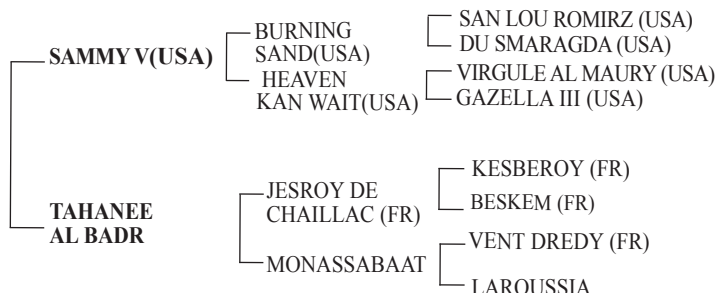 SAMMY V(USA)
BURNING
SAND(USA)
SAN LOU ROMIRZ (USA)
DU SMARAGDA (USA)
HEAVEN
KAN WAIT(USA)
VIRGULE AL MAURY (USA)
GAZELLA III (USA)
TAHANEE
AL BADR
JESROY DE
CHAILLAC (FR)
KESBEROY (FR)
BESKEM (FR)
MONASSABAAT
VENT DREDY (FR)
LAROUSSIA